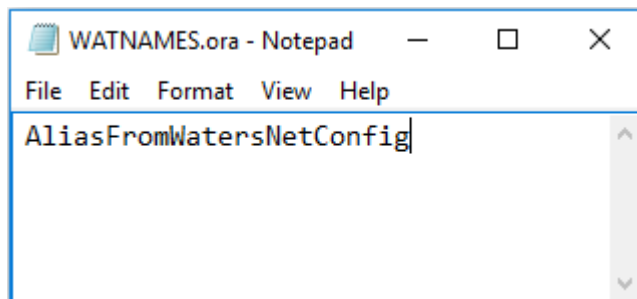 WATNAMES.ora - Notepad
File Edit Format View Help
AliasFromWatersNetConfig